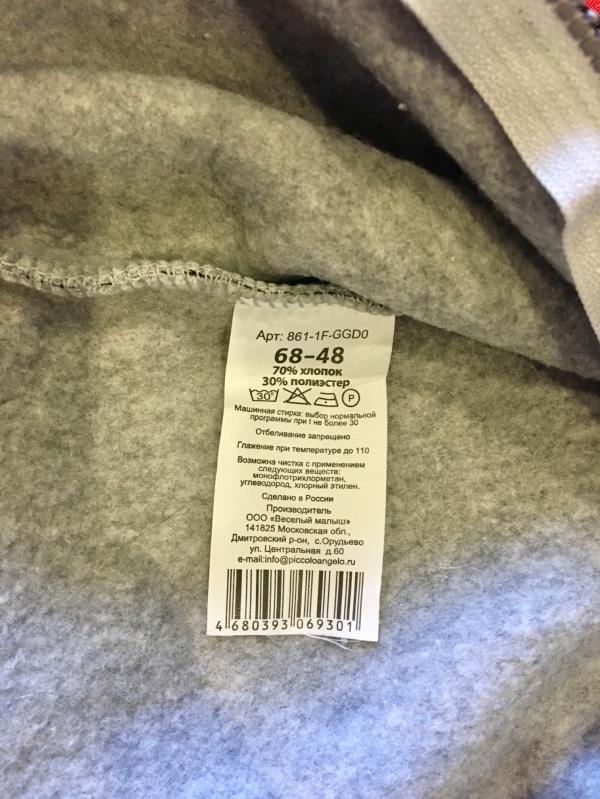 Арт: 861-1F-GGD0
68-48
70% хлопок
30% полиэстер
30° P
Машинная стирка: выбор нормальной
программы при t не более 30
Отбеливание запрещено
Глажение при температуре до 110
Возможна чистка с применением
следующих веществ:
монофлотрихлорметан,
углеводород, хлорный этилен.
Сделано в России
Производитель
ООО «Веселый малыш»
141825 Московская обл.,
Дмитровский р-он, с.Орудьево
ул. Центральная д.60
e-mail:info@piccoloangelo.ru
4 680393 069301